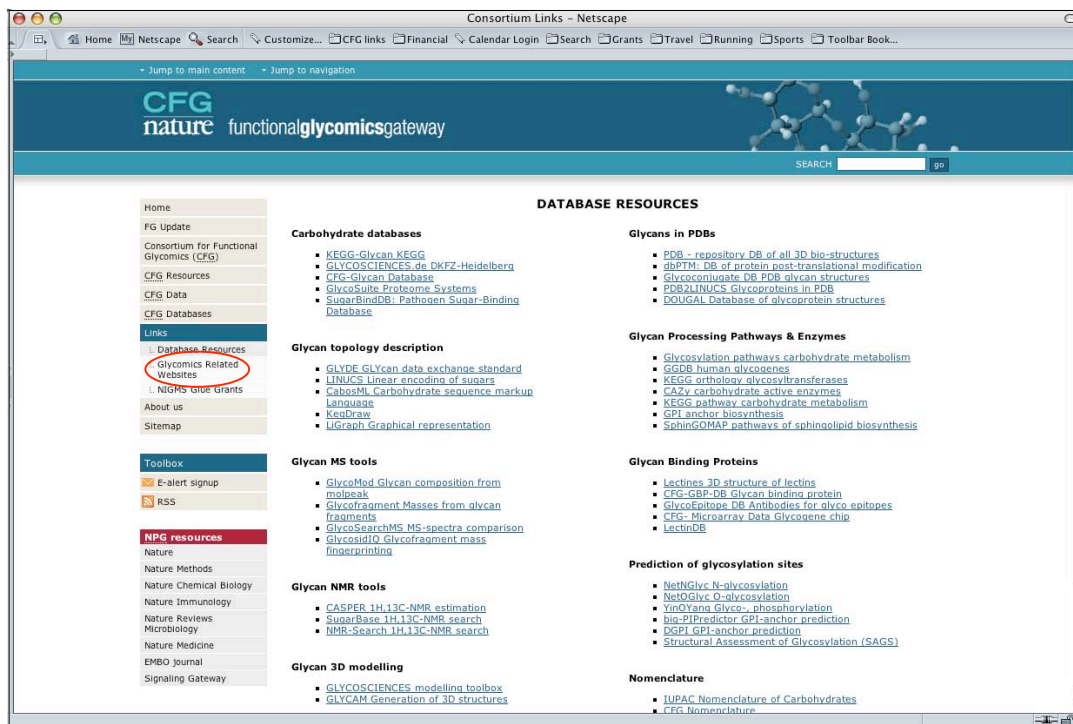 Consortium Links – Netscape
Home My Netscape Search Customize... CFG links Financial Calendar Login Search Grants Travel Running Sports Toolbar Book...
Jump to main content Jump to navigation
CFG
nature functionalglycomicsgateway
SEARCH go
Home
FG Update
Consortium for Functional
Glycomics (CFG)
CFG Resources
CFG Data
CFG Databases
Links
Database Resources
Glycomics Related
Websites
NIGMS Glue Grants
About us
Sitemap
Toolbox
E-alert signup
RSS
NPG resources
Nature
Nature Methods
Nature Chemical Biology
Nature Immunology
Nature Reviews
Microbiology
Nature Medicine
EMBO journal
Signaling Gateway
DATABASE RESOURCES
Carbohydrate databases
KEGG-Glycan KEGG
GLYCOSCIENCES.de DKFZ-Heidelberg
CFG-Glycan Database
GlycoSuite Proteome Systems
SugarBindDB: Pathogen Sugar-Binding
Database
Glycan topology description
GLYDE GLYcan data exchange standard
LINUCS Linear encoding of sugars
CabosML Carbohydrate sequence markup
Language
KegDraw
LiGraph Graphical representation
Glycan MS tools
GlycoMod Glycan composition from
molpeak
Glycofragment Masses from glycan
fragments
GlycoSearchMS MS-spectra comparison
GlycosidIQ Glycofragment mass
fingerprinting
Glycan NMR tools
CASPER 1H,13C-NMR estimation
SugarBase 1H,13C-NMR search
NMR-Search 1H,13C-NMR search
Glycan 3D modelling
GLYCOSCIENCES modelling toolbox
GLYCAM Generation of 3D structures
Glycans in PDBs
PDB - repository DB of all 3D bio-structures
dbPTM: DB of protein post-translational modification
Glycoconjugate DB PDB glycan structures
PDB2LINUCS Glycoproteins in PDB
DOUGAL Database of glycoprotein structures
Glycan Processing Pathways & Enzymes
Glycosylation pathways carbohydrate metabolism
GGDB human glycogenes
KEGG orthology glycosyltransferases
CAZy carbohydrate active enzymes
KEGG pathway carbohydrate metabolism
GPI anchor biosynthesis
SphinGOMAP pathways of sphingolipid biosynthesis
Glycan Binding Proteins
Lectines 3D structure of lectins
CFG-GBP-DB Glycan binding protein
GlycoEpitope DB Antibodies for glyco epitopes
CFG- Microarray Data Glycogene chip
LectinDB
Prediction of glycosylation sites
NetNGlyc N-glycosylation
NetOGlyc O-glycosylation
YinOYang Glyco-, phosphorylation
big-PIPredictor GPI-anchor prediction
DGPI GPI-anchor prediction
Structural Assessment of Glycosylation (SAGS)
Nomenclature
IUPAC Nomenclature of Carbohydrates
CFG Nomenclature